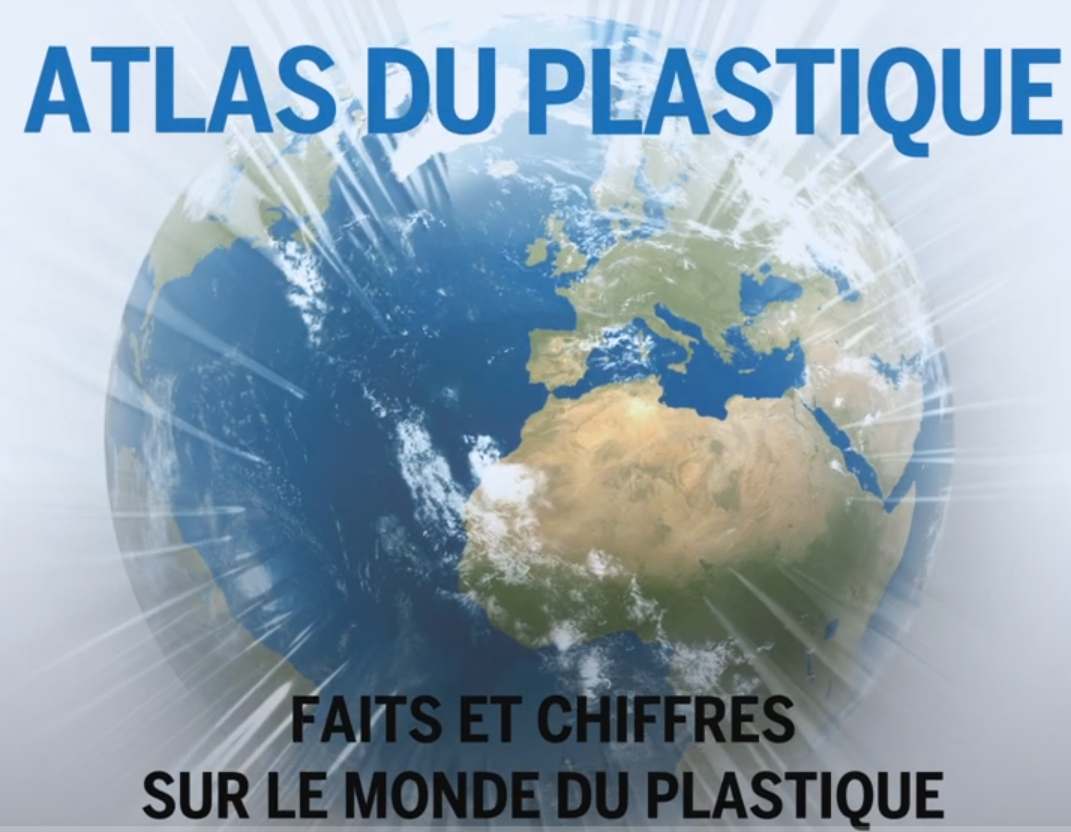 ATLAS DU PLASTIQUE
FAITS ET CHIFFRES
SUR LE MONDE DU PLASTIQUE